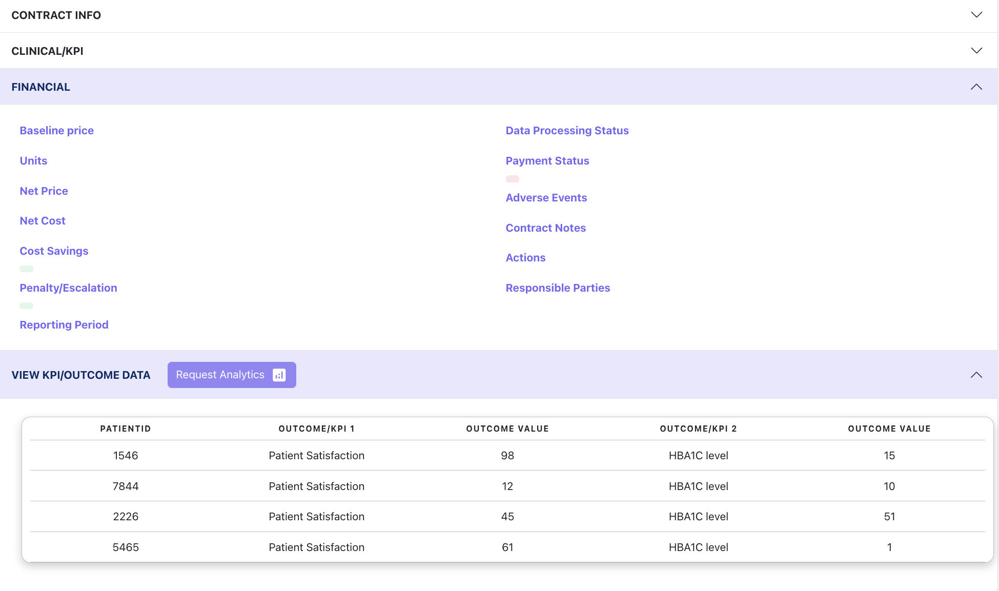 CONTRACT INFO
CLINICAL/KPI
FINANCIAL
Baseline price
Units
Net Price
Net Cost
Cost Savings
Penalty/Escalation
Reporting Period
Data Processing Status
Payment Status
Adverse Events
Contract Notes
Actions
Responsible Parties
VIEW KPI/OUTCOME DATA Request Analytics
PATIENTID OUTCOME/KPI 1 OUTCOME VALUE OUTCOME/KPI 2 OUTCOME VALUE
1546 Patient Satisfaction 98 HBA1C level 15
7844 Patient Satisfaction 12 HBA1C level 10
2226 Patient Satisfaction 45 HBA1C level 51
5465 Patient Satisfaction 61 HBA1C level 1